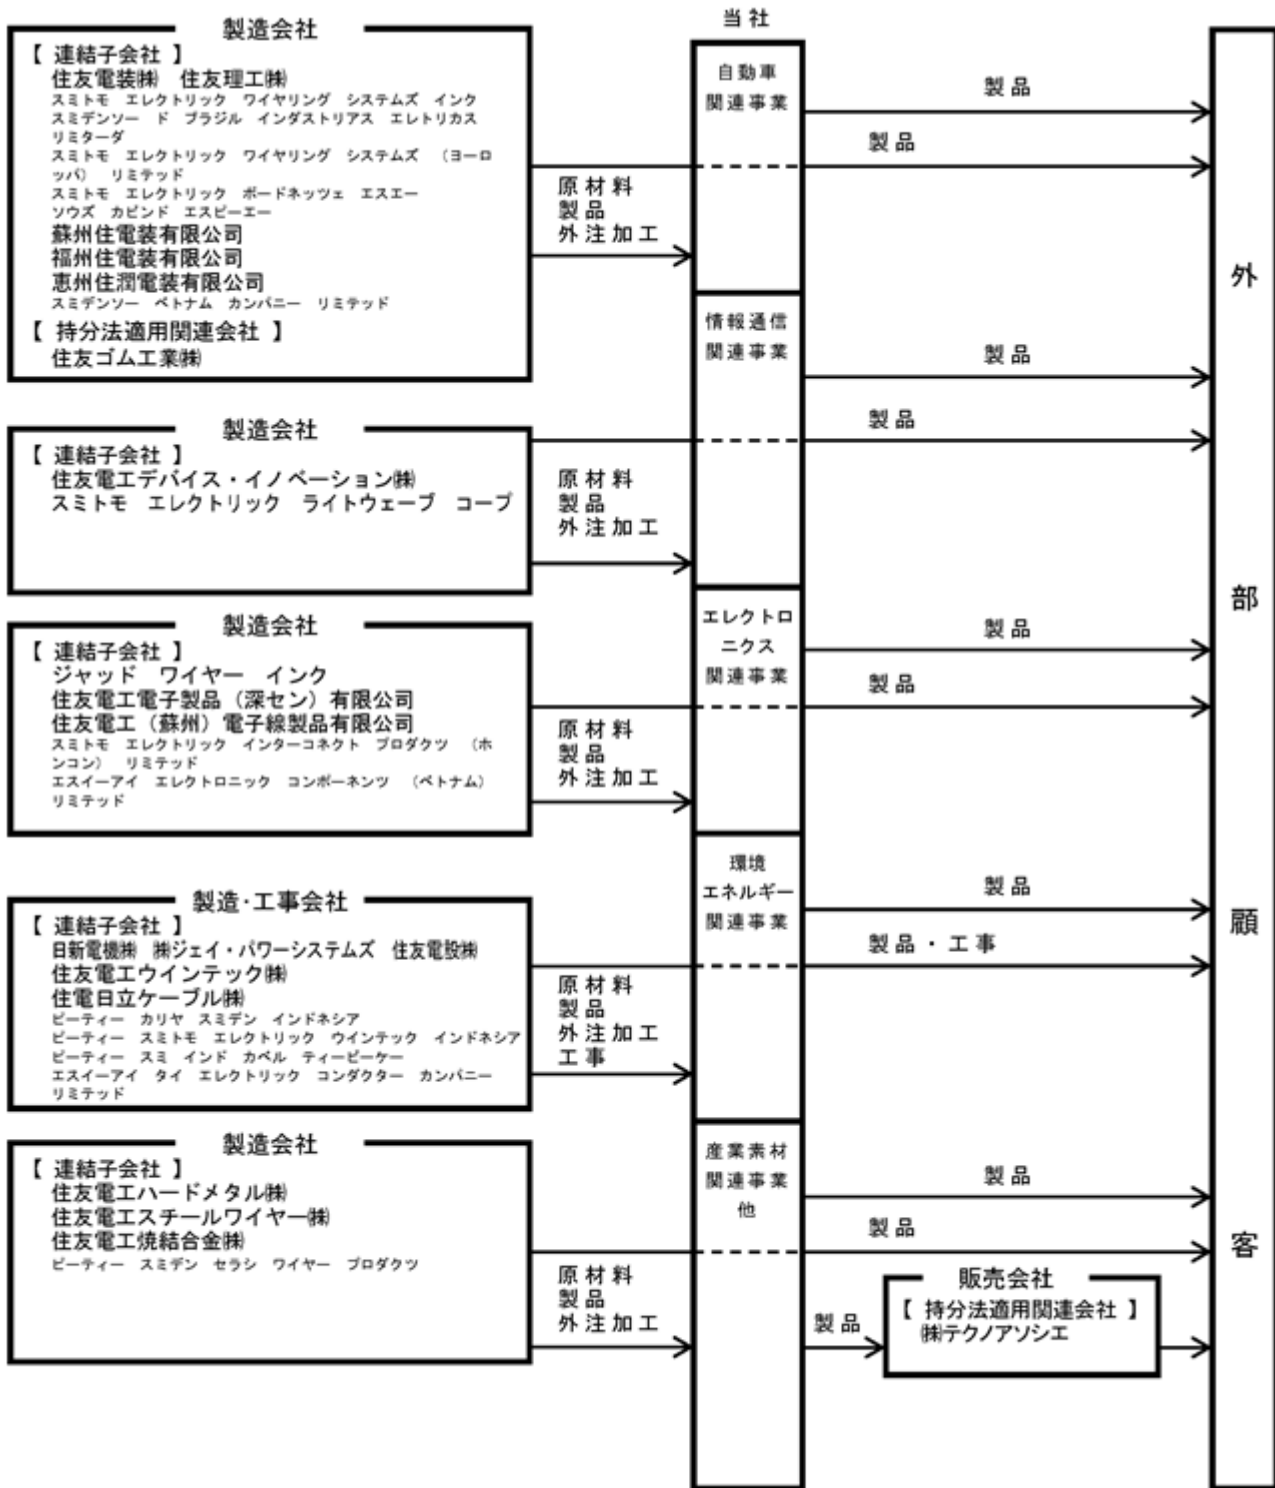 当社
製造会社
【 連結子会社 】
住友電装㈱　住友理工㈱
スミトモ　エレクトリック　ワイヤリング　システムズ　インク
スミデンソー　ド　ブラジル　インダストリアス　エレトリカス
リミターダ
スミトモ　エレクトリック　ワイヤリング　システムズ　（ヨーロ
ッパ）　リミテッド
スミトモ　エレクトリック　ボードネッツェ　エスエー
ソウズ　カビンド　エスピーエー
蘇州住電装有限公司
福州住電装有限公司
恵州住潤電装有限公司
スミデンソー　ベトナム　カンパニー　リミテッド
【 持分法適用関連会社 】
住友ゴム工業㈱
原材料
製品
外注加工
自動車
関連事業
製品
製品
製造会社
【 連結子会社 】
住友電工デバイス・イノベーション㈱
スミトモ　エレクトリック　ライトウェーブ　コープ
原材料
製品
外注加工
情報通信
関連事業
製品
製品
製造会社
【 連結子会社 】
ジャッド　ワイヤー　インク
住友電工電子製品（深セン）有限公司
住友電工（蘇州）電子線製品有限公司
スミトモ　エレクトリック　インターコネクト　プロダクツ　（ホ
ンコン）　リミテッド
エスイーアイ　エレクトロニック　コンポーネンツ　（ベトナム）
リミテッド
原材料
製品
外注加工
エレクトロ
ニクス
関連事業
製品
製品
製造･工事会社
【 連結子会社 】
日新電機㈱　㈱ジェイ・パワーシステムズ　住友電設㈱
住友電工ウインテック㈱
住電日立ケーブル㈱
ピーティー　カリヤ　スミデン　インドネシア
ピーティー　スミトモ　エレクトリック　ウインテック　インドネシア
ピーティー　スミ　インド　カベル　ティービーケー
エスイーアイ　タイ　エレクトリック　コンダクター　カンパニー
リミテッド
原材料
製品
外注加工
工事
環境
エネルギー
関連事業
製品
製品・工事
製造会社
【 連結子会社 】
住友電工ハードメタル㈱
住友電工スチールワイヤー㈱
住友電工焼結合金㈱
ピーティー　スミデン　セラシ　ワイヤー　プロダクツ
原材料
製品
外注加工
産業素材
関連事業
他
製品
製品
製品
販売会社
【 持分法適用関連会社 】
㈱テクノアソシエ
外部顧客